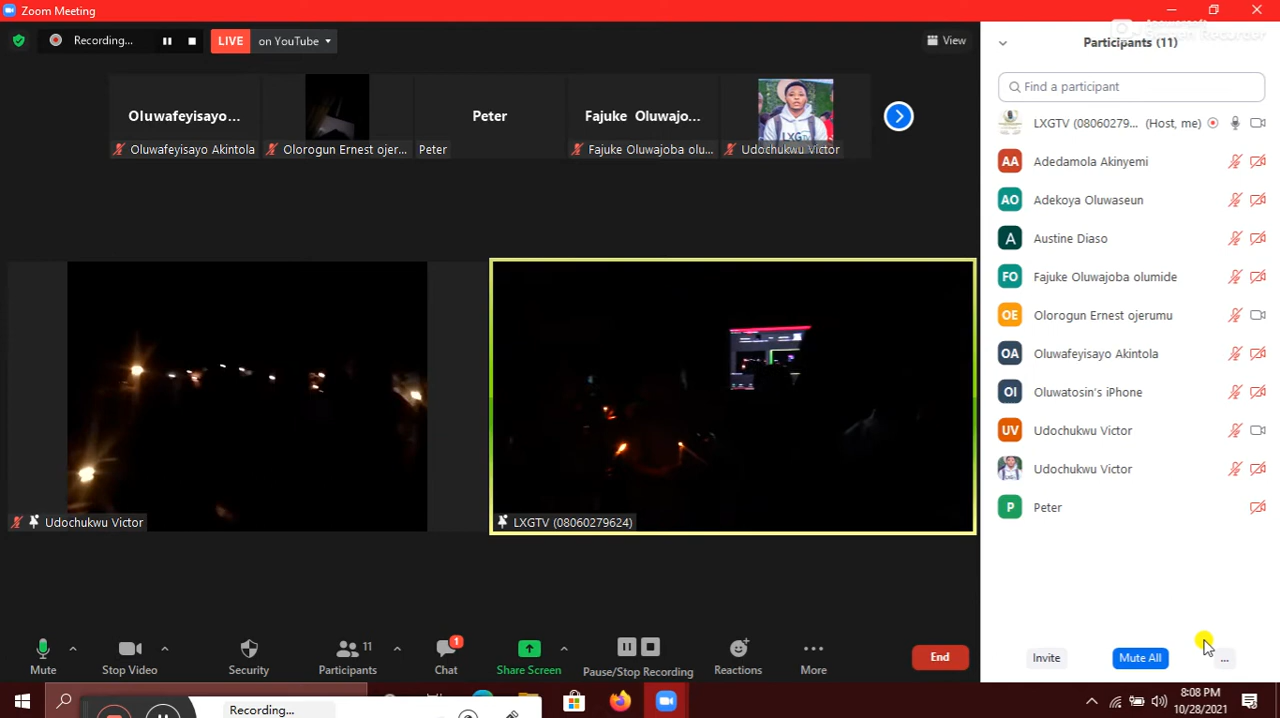 Zoom Meeting
Recording...
LIVE on YouTube
View
Participants (11)
Find a participant
Oluwafeyisayo...
Peter
Fajuke Oluwajo...
LXG
Oluwafeyisayo Akintola
Olorogun Ernest ojer...
Peter
Fajuke Oluwajoba olu...
Udochukwu Victor
LXGTV (08060279... (Host, me)
AA Adedamola Akinyemi
AO Adekoya Oluwaseun
A Austine Diaso
FO Fajuke Oluwajoba olumide
OE Olorogun Ernest ojerumu
OA Oluwafeyisayo Akintola
OI Oluwatosin's iPhone
UV Udochukwu Victor
Udochukwu Victor
P Peter
Udochukwu Victor
LXGTV (08060279624)
11
1
Mute
Stop Video
Security
Participants
Chat
Share Screen
Pause/Stop Recording
Reactions
More
End
Invite
Mute All
...
Recording...
8:08 PM
10/28/2021